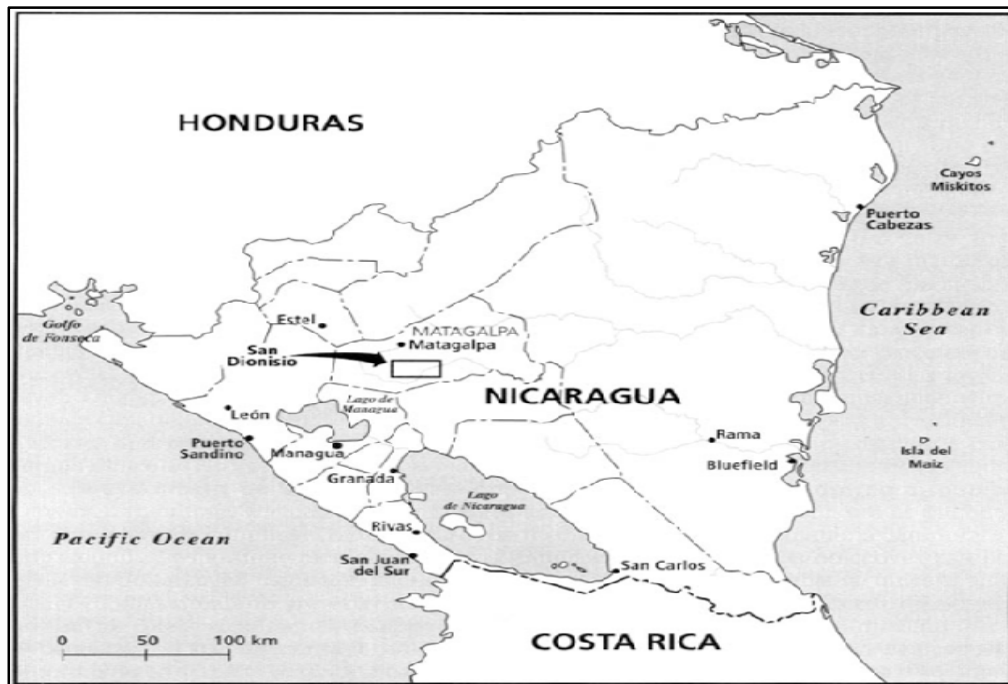 HONDURAS
Cayos
Miskitos
Puerto
Cabezas
Golfo
de Fonseca
Estel
MATAGALPA
Matagalpa
San
Dionisio
Caribbean
Sea
NICARAGUA
Lago de
Managua
León
Puerto
Sandino
Managua
Rama
Bluefield
Isla del
Maiz
Granada
Lago
de Nicaragua
Rivas
Pacific Ocean
San Juan
del Sur
San Carlos
COSTA RICA
0 50 100 km